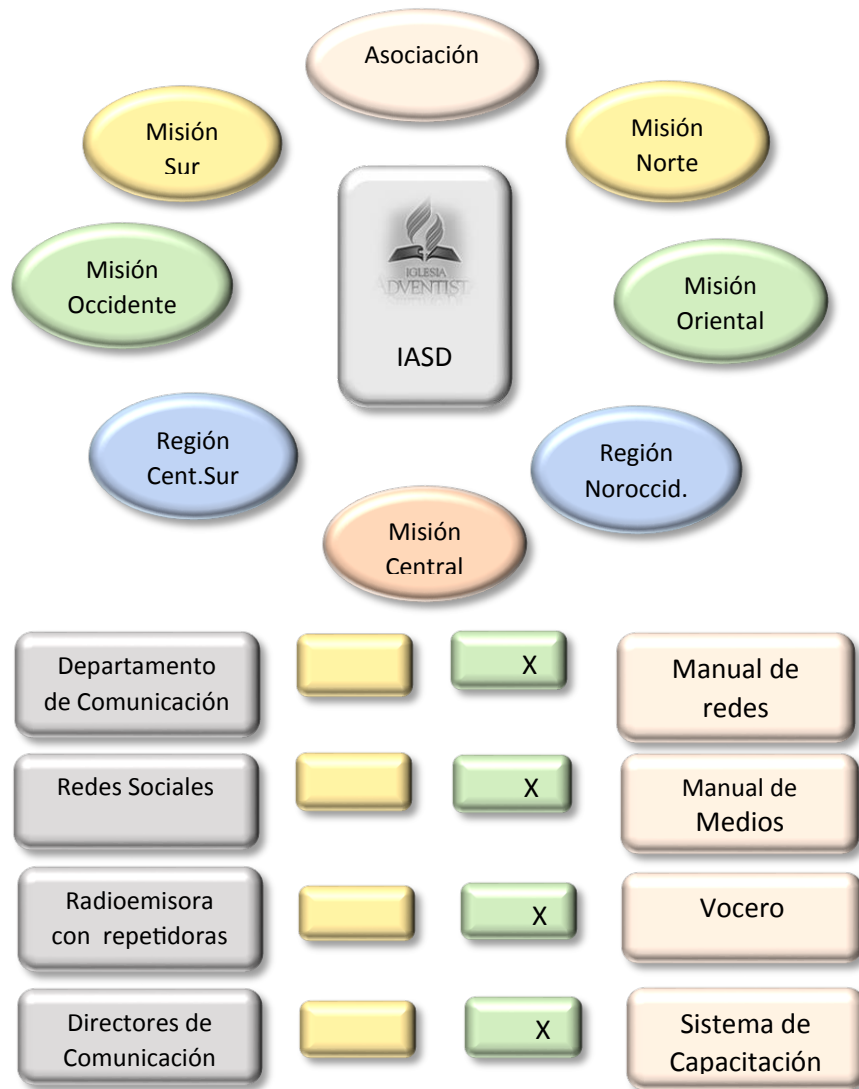 Asociación
Misión
Sur
Misión
Norte
IGLESIA
ADVENTISTA
IASD
Misión
Occidente
Misión
Oriental
Región
Cent.Sur
Región
Noroccid.
Misión
Central
Departamento
de Comunicación
X
Manual de
redes
Redes Sociales
X
Manual de
Medios
Radioemisora
con repetidoras
X
Vocero
Directores de
Comunicación
X
Sistema de
Capacitación